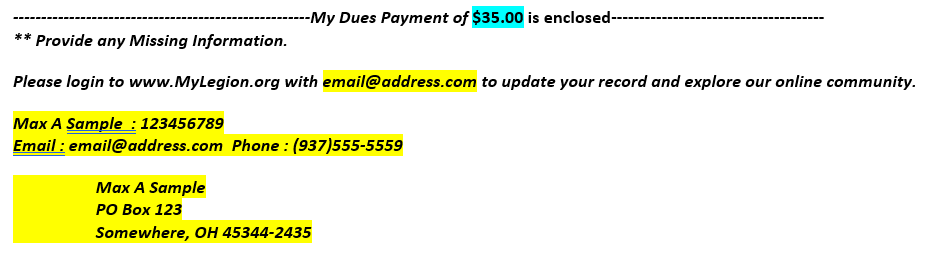 -----------------------------------------------------My Dues Payment of $35.00 is enclosed--------------------------------------
** Provide any Missing Information.
Please login to www.MyLegion.org with email@address.com to update your record and explore our online community.
Max A Sample : 123456789
Email : email@address.com Phone : (937)555-5559
Max A Sample
PO Box 123
Somewhere, OH 45344-2435